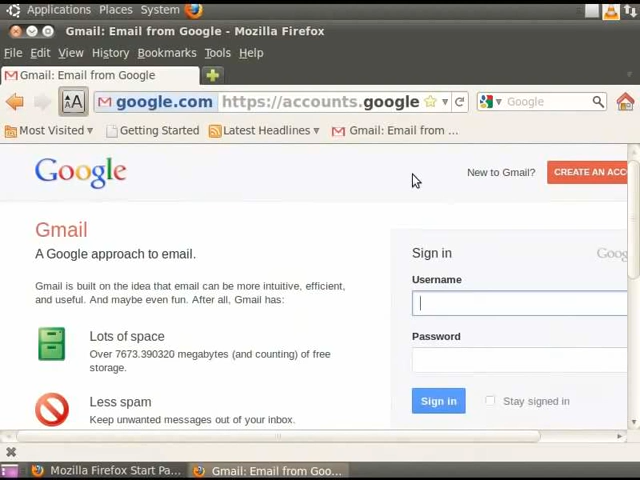 Applications Places System
Gmail: Email from Google - Mozilla Firefox
File Edit View History Bookmarks Tools Help
Gmail: Email from Google
AA google.com https://accounts.google Google
Most Visited Getting Started Latest Headlines Gmail: Email from ...
Google New to Gmail? CREATE AN ACC
Gmail
A Google approach to email.
Sign in Goog
Gmail is built on the idea that email can be more intuitive, efficient,
and useful. And maybe even fun. After all, Gmail has:
Username
Lots of space
Over 7673.390320 megabytes (and counting) of free
storage.
Password
Less spam
Keep unwanted messages out of your inbox.
Sign in Stay signed in
Mozilla Firefox Start Pa... Gmail: Email from Goo...